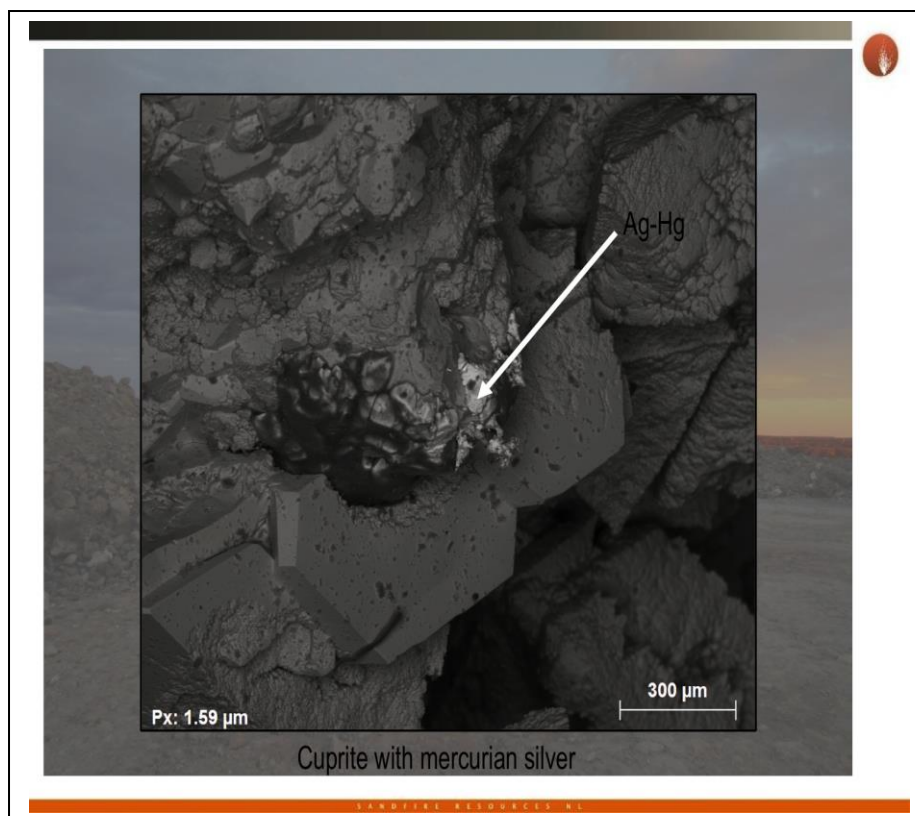 Ag-Hg
300 µm
Px: 1.59 µm
Cuprite with mercurian silver
SANDFIRE RESOURCES NL